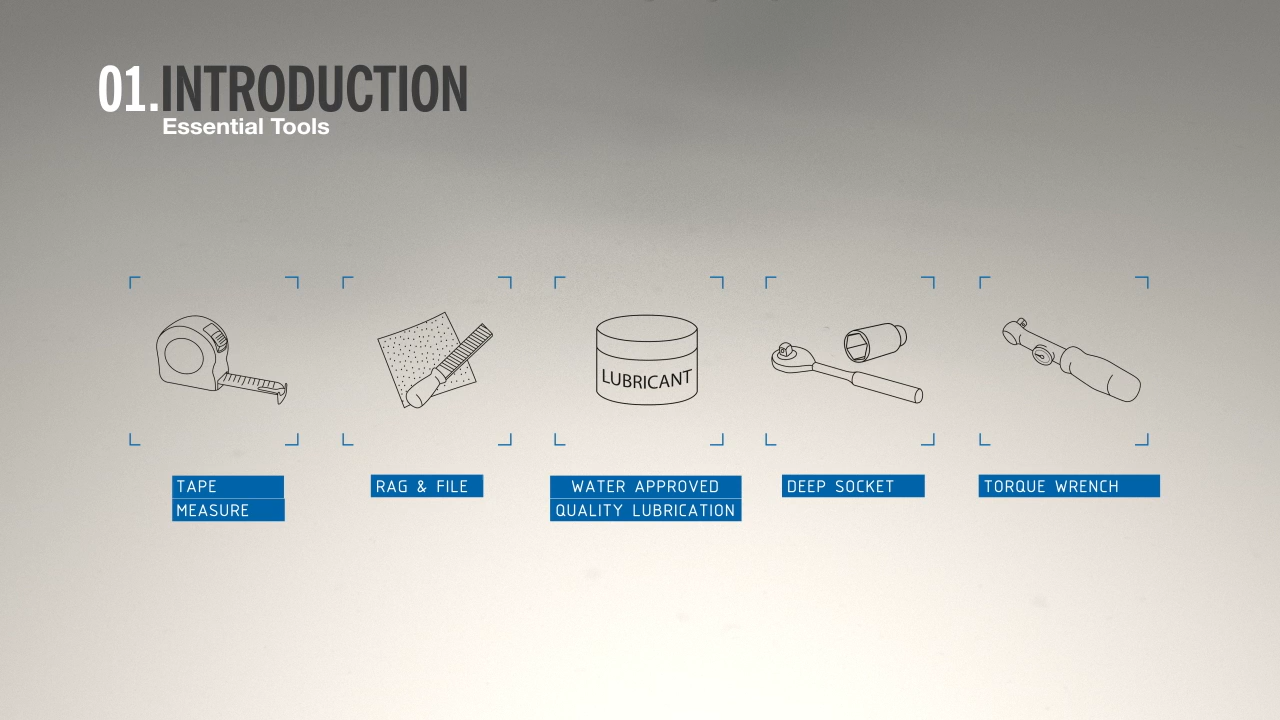 01.INTRODUCTION
Essential Tools
LUBRICANT
TAPE
MEASURE
RAG & FILE
WATER APPROVED
QUALITY LUBRICATION
DEEP SOCKET
TORQUE WRENCH